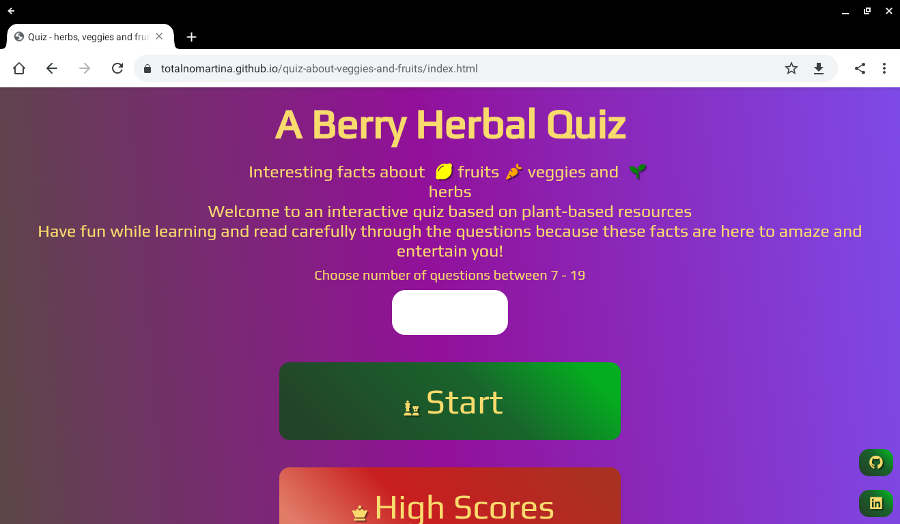 Quiz - herbs, veggies and frui
totalnomartina.github.io/quiz-about-veggies-and-fruits/index.html
A Berry Herbal Quiz
Interesting facts about 🍋 fruits 🥕 veggies and 🌱
herbs
Welcome to an interactive quiz based on plant-based resources
Have fun while learning and read carefully through the questions because these facts are here to amaze and
entertain you!
Choose number of questions between 7 - 19
Start
High Scores